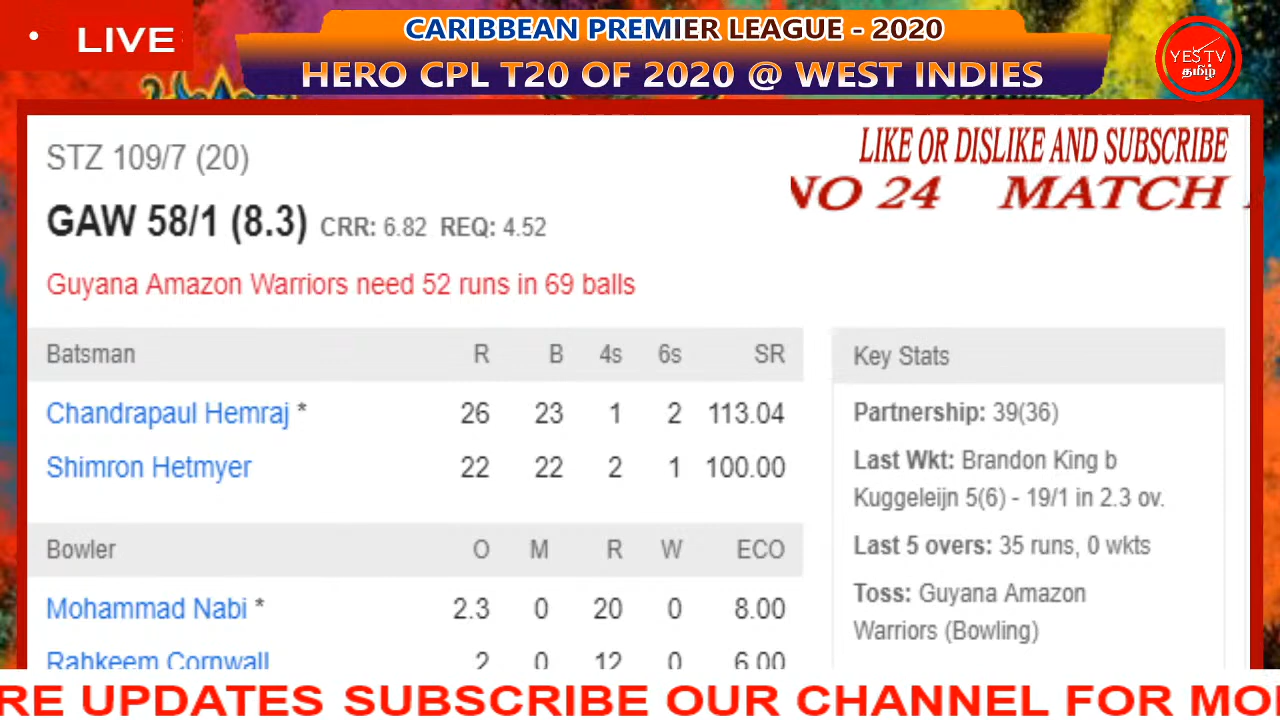 LIVE
CARIBBEAN PREMIER LEAGUE - 2020
HERO CPL T20 OF 2020 @ WEST INDIES
YES TV
தமிழ்
LIKE OR DISLIKE AND SUBSCRIBE
NO 24 MATCH
STZ 109/7 (20)
GAW 58/1 (8.3) CRR: 6.82 REQ: 4.52
Guyana Amazon Warriors need 52 runs in 69 balls
Batsman R B 4s 6s SR
Chandrapaul Hemraj * 26 23 1 2 113.04
Shimron Hetmyer 22 22 2 1 100.00
Bowler O M R W ECO
Mohammad Nabi * 2.3 0 20 0 8.00
Rahkeem Cornwall 2 0 12 0 6.00
Key Stats
Partnership: 39(36)
Last Wkt: Brandon King b
Kuggeleijn 5(6) - 19/1 in 2.3 ov.
Last 5 overs: 35 runs, 0 wkts
Toss: Guyana Amazon
Warriors (Bowling)
RE UPDATES SUBSCRIBE OUR CHANNEL FOR MO